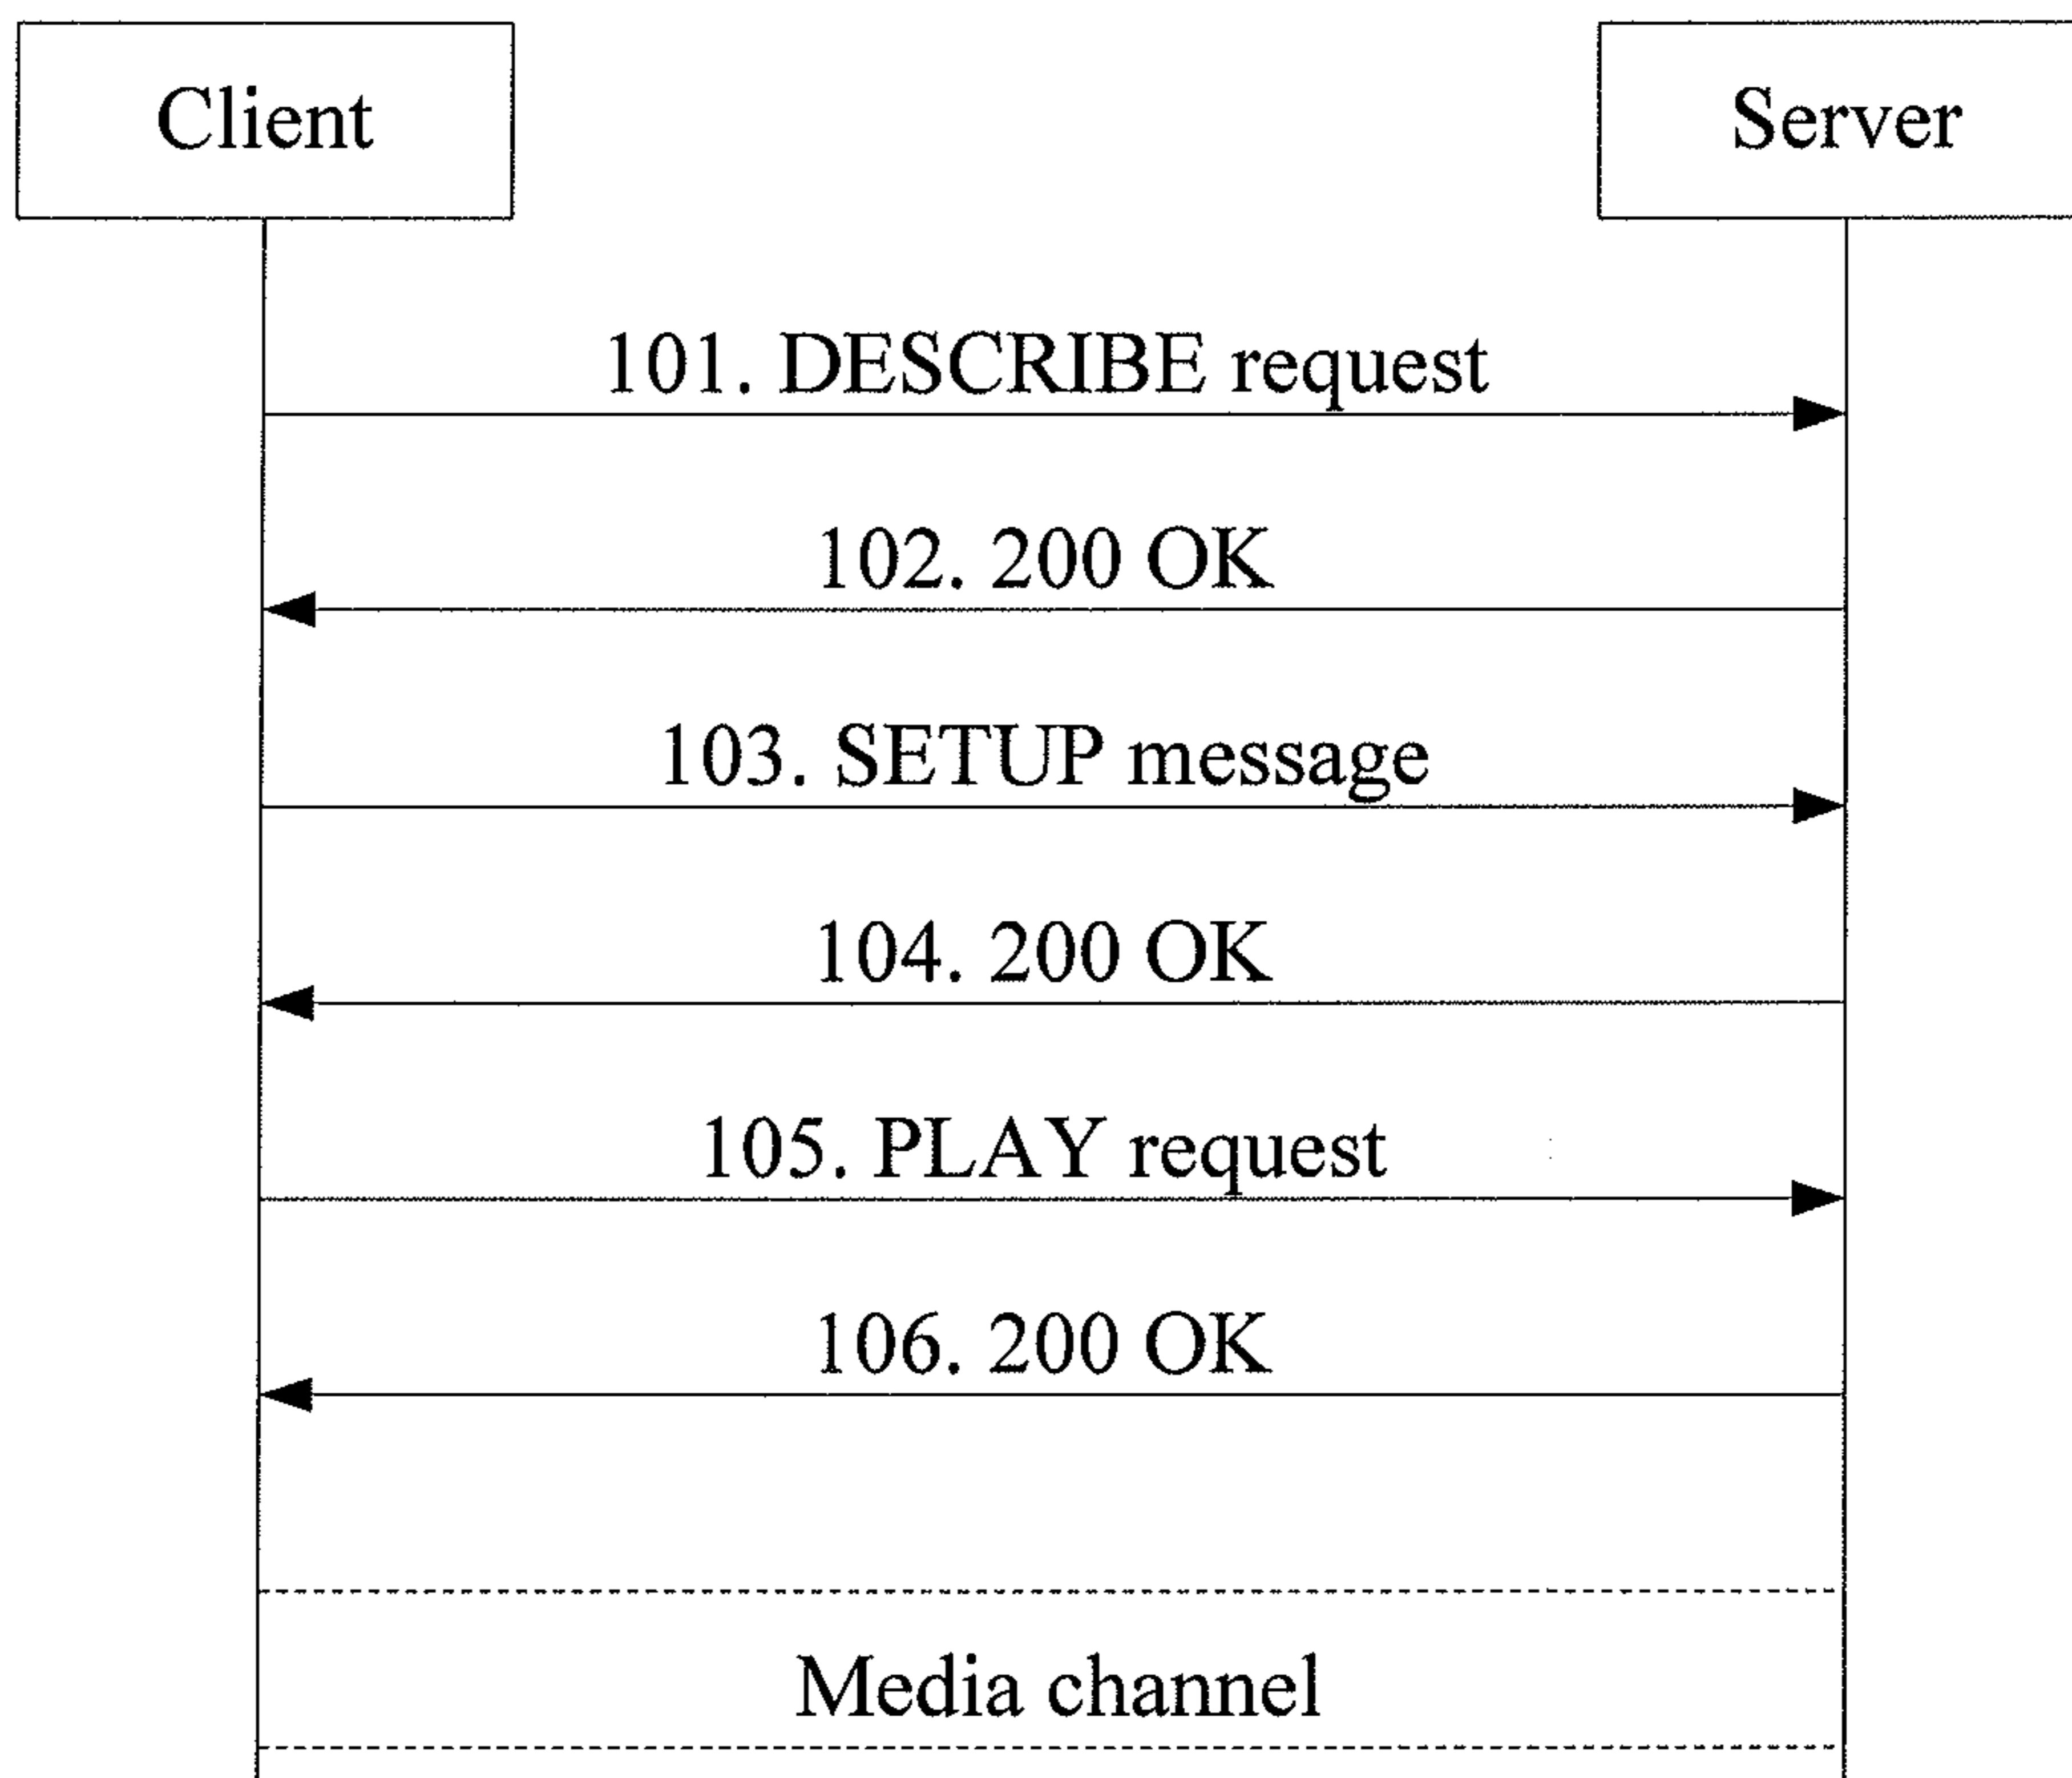 Client
Server
101. DESCRIBE request
102. 200 OK
103. SETUP message
104. 200 OK
105. PLAY request
106. 200 OK
Media channel